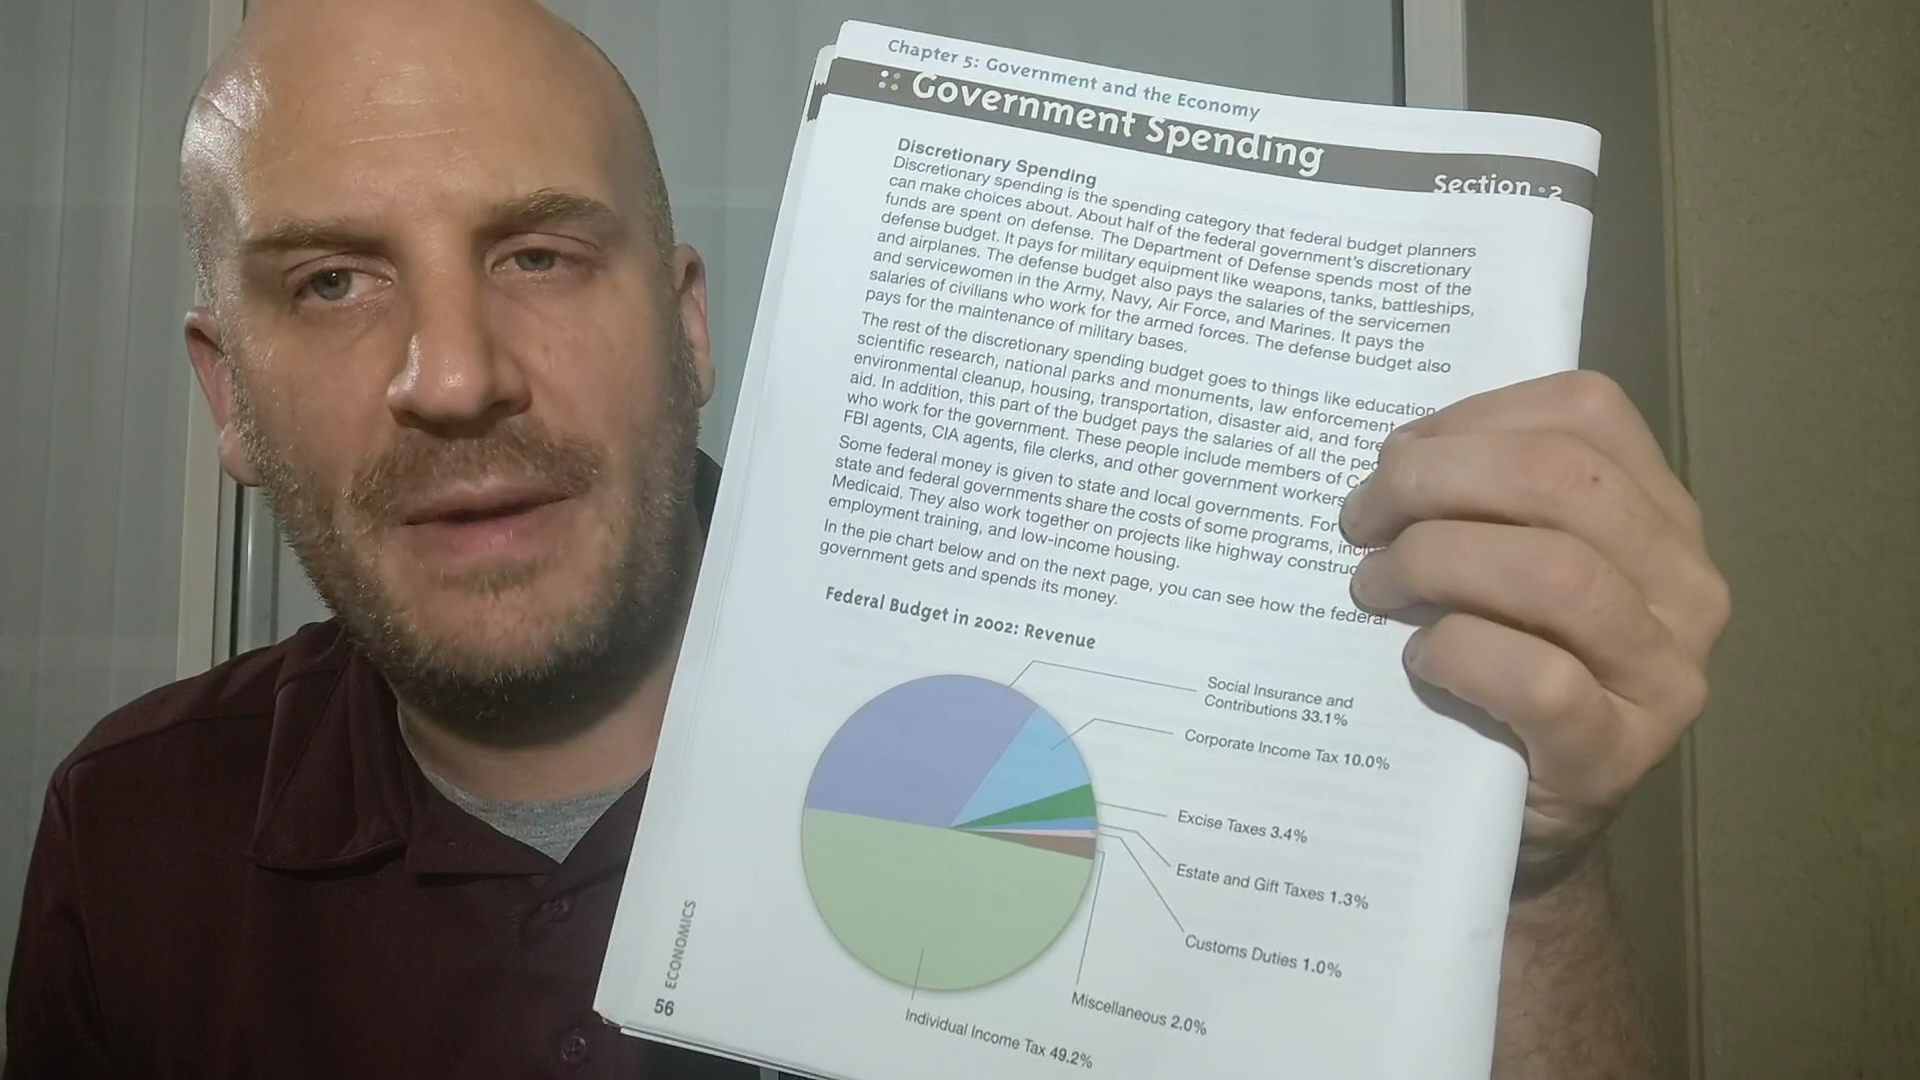 Chapter 5: Government and the Economy
Government Spending
Section · 2
Discretionary Spending
Discretionary spending is the spending category that federal budget planners
can make choices about. About half of the federal government's discretionary
funds are spent on defense. The Department of Defense spends most of the
defense budget. It pays for military equipment like weapons, tanks, battleships,
and airplanes. The defense budget also pays the salaries of the servicemen
and servicewomen in the Army, Navy, Air Force, and Marines. It pays the
salaries of civilians who work for the armed forces. The defense budget also
pays for the maintenance of military bases.
The rest of the discretionary spending budget goes to things like education,
scientific research, national parks and monuments, law enforcement,
environmental cleanup, housing, transportation, disaster aid, and
aid. In addition, this part of the budget pays the salaries of all the
who work for the government. These people include members of
FBI agents, CIA agents, file clerks, and other government workers
Some federal money is given to state and local governments. For
state and federal governments share the costs of some programs,
Medicaid. They also work together on projects like highway
employment training, and low-income housing.
In the pie chart below and on the next page, you can see how the federal
government gets and spends its money.
Federal Budget in 2002: Revenue
Social Insurance and
Contributions 33.1%
Corporate Income Tax 10.0%
Excise Taxes 3.4%
Estate and Gift Taxes 1.3%
Customs Duties 1.0%
Miscellaneous 2.0%
Individual Income Tax 49.2%
ECONOMICS
56